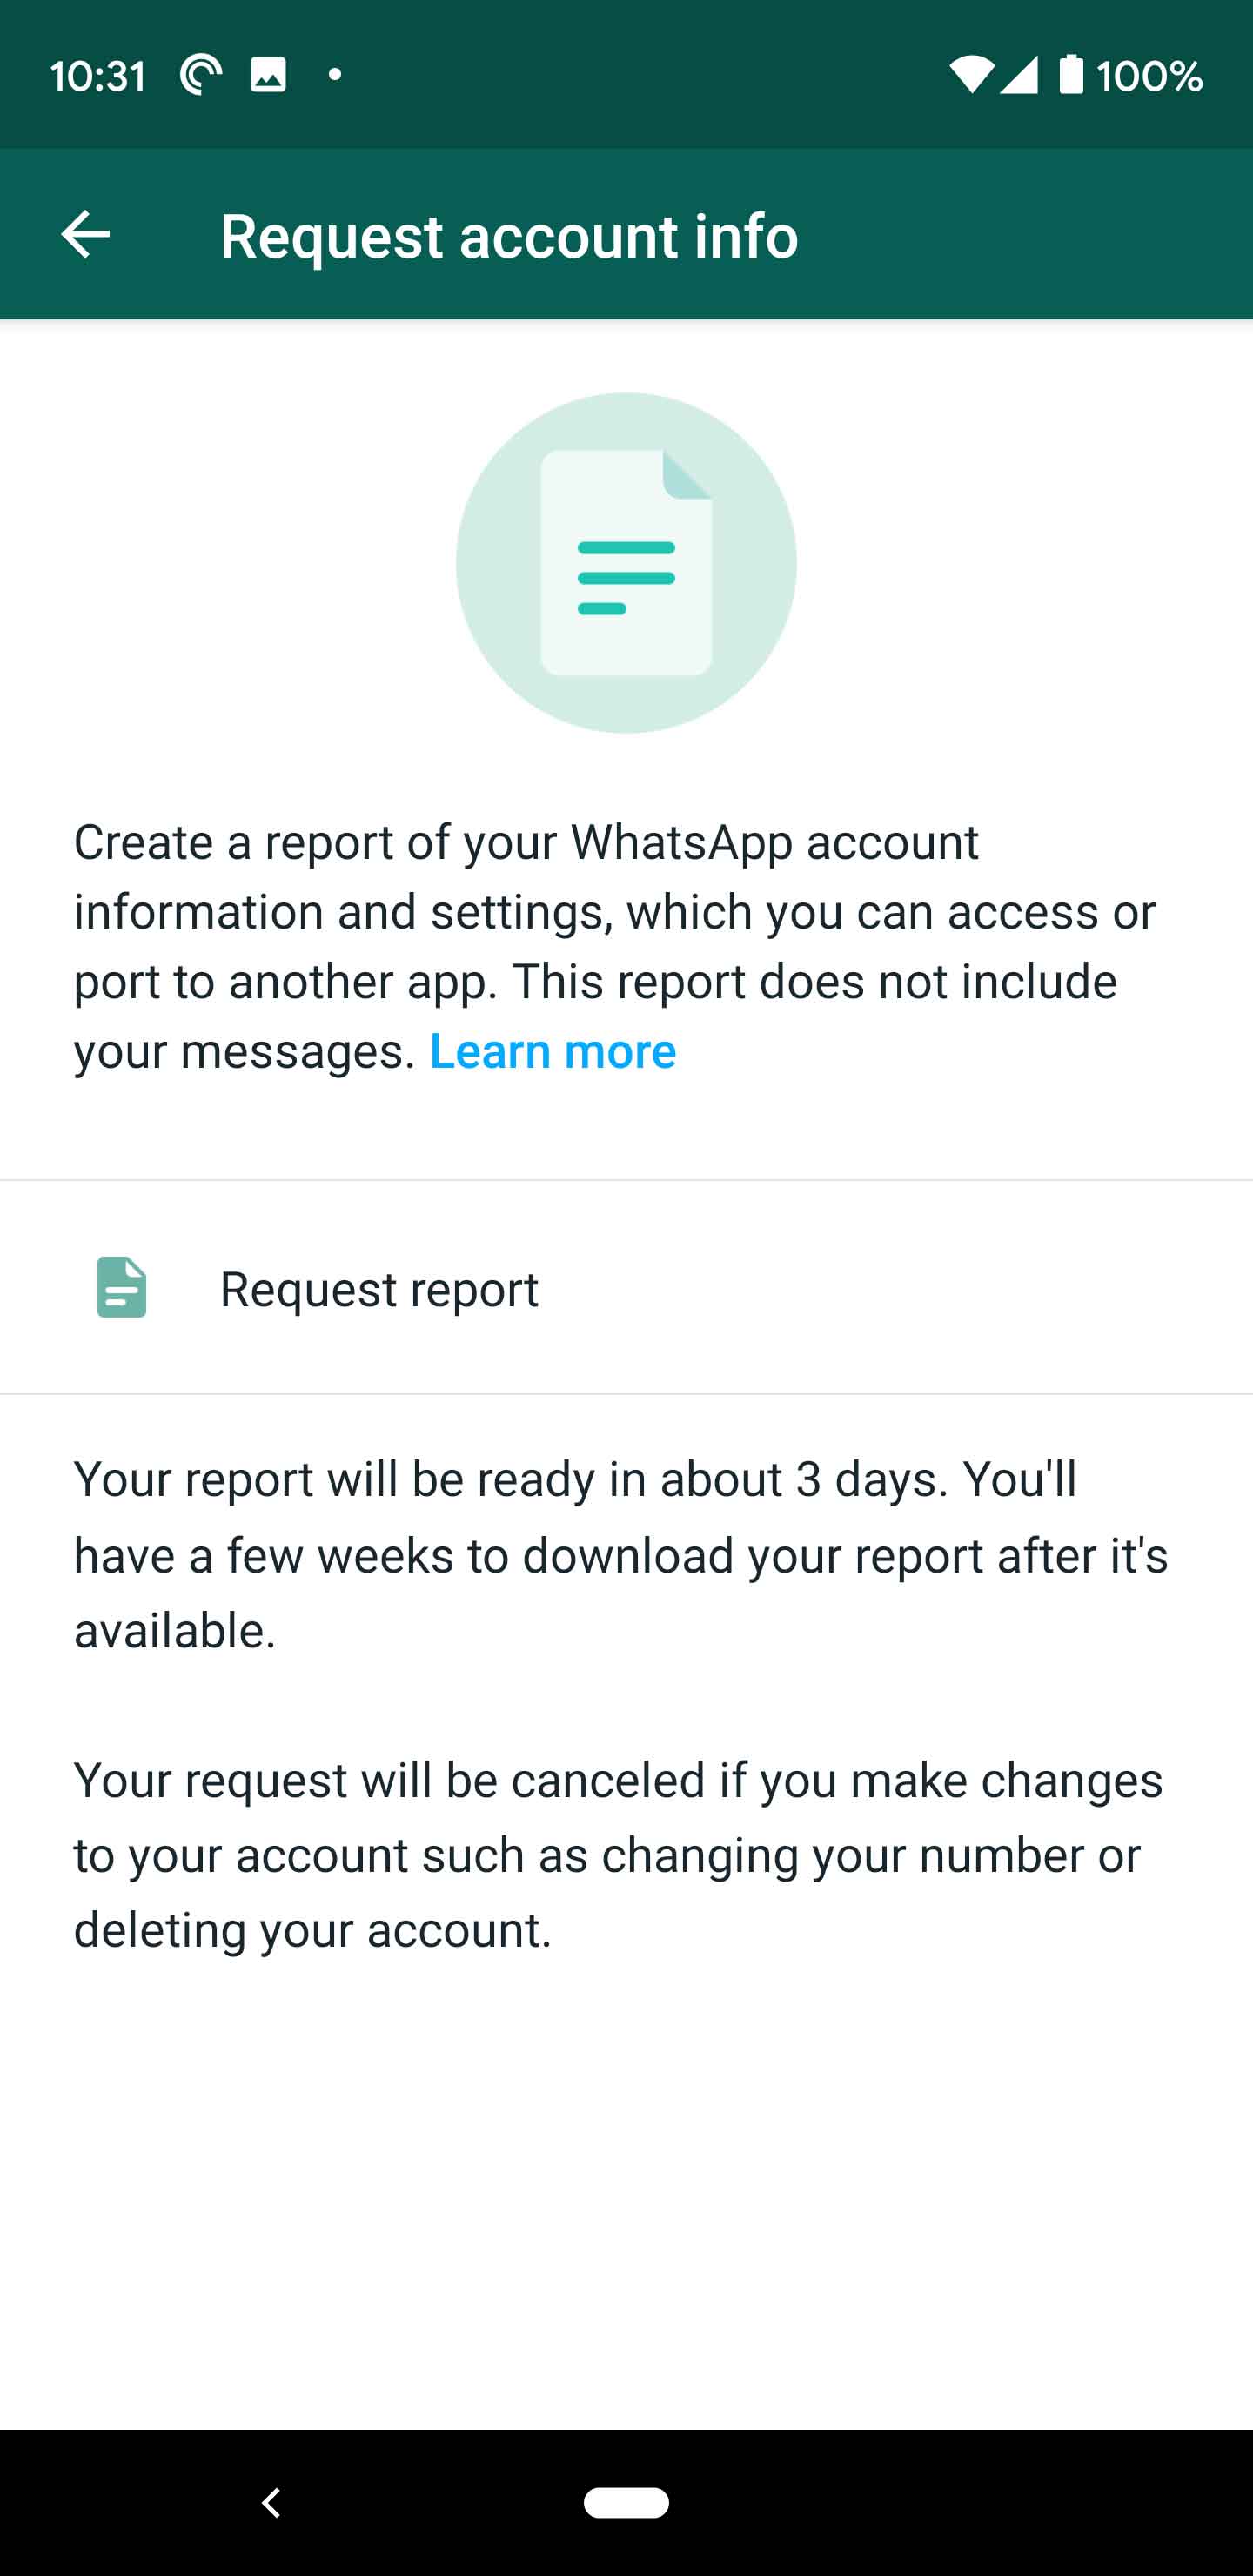 10:31
100%
Request account info
Create a report of your WhatsApp account
information and settings, which you can access or
port to another app. This report does not include
your messages. Learn more
Request report
Your report will be ready in about 3 days. You'll
have a few weeks to download your report after it's
available.
Your request will be canceled if you make changes
to your account such as changing your number or
deleting your account.